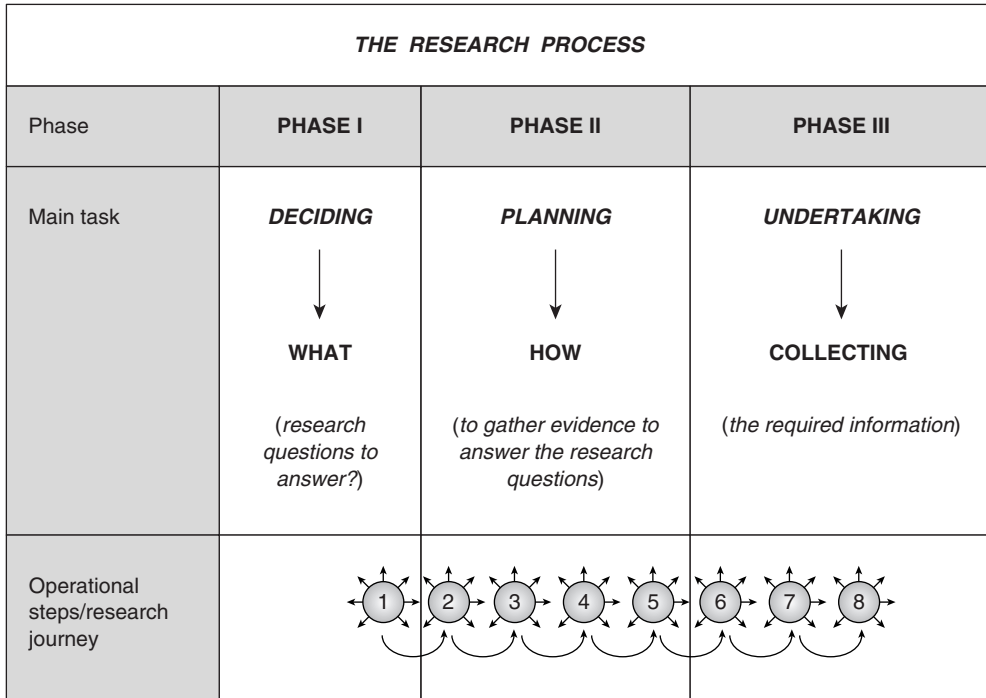 THE RESEARCH PROCESS
Phase
PHASE I
PHASE II
PHASE III
Main task
DECIDING
PLANNING
UNDERTAKING
WHAT
HOW
COLLECTING
(research
questions to
answer?)
(to gather evidence to
answer the research
questions)
(the required information)
Operational
steps/research
journey
1 2 3 4 5 6 7 8